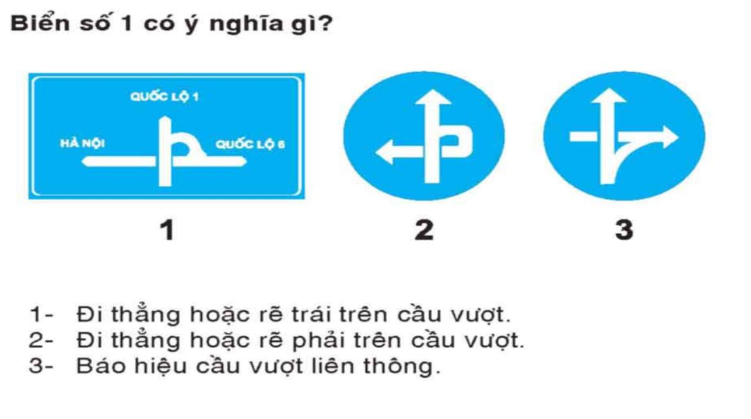 Biển số 1 có ý nghĩa gì?
QUỐC LỘ 1
HÀ NỘI
QUỐC LỘ 6
1
2
3
1- Đi thẳng hoặc rẽ trái trên cầu vượt.
2- Đi thẳng hoặc rẽ phải trên cầu vượt.
3- Báo hiệu cầu vượt liên thông.